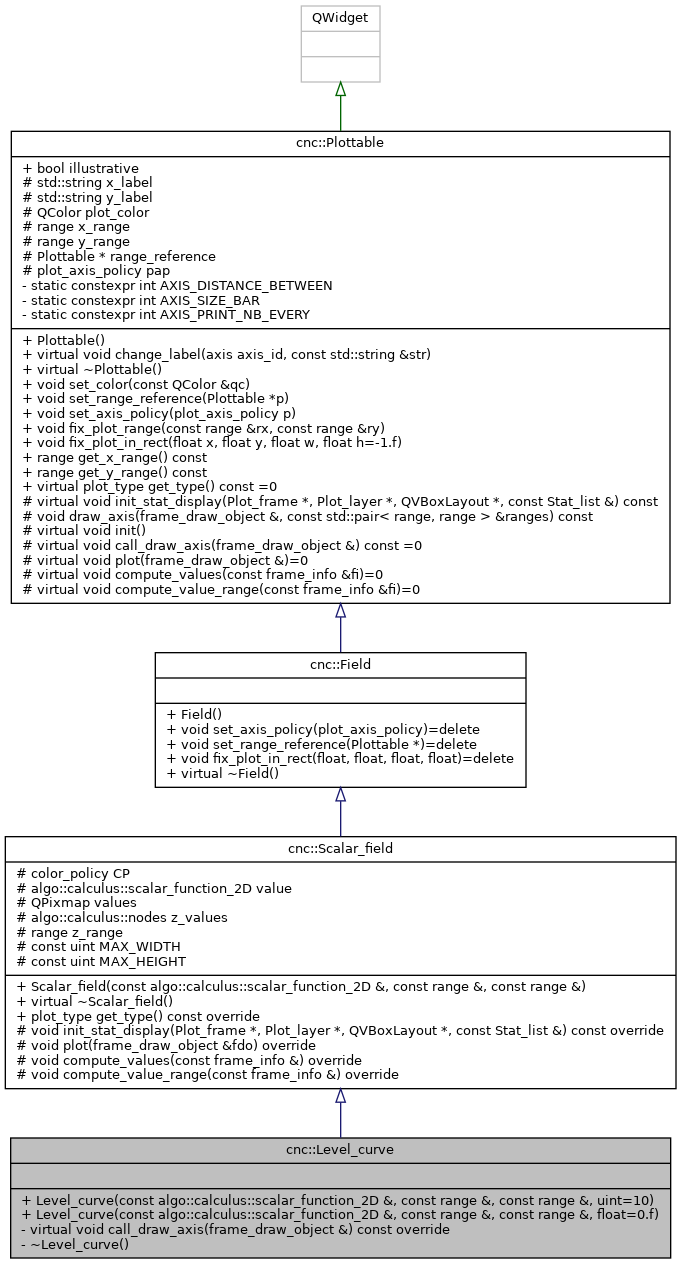 QWidget
cnc::Plottable
+ bool illustrative
# std::string x_label
# std::string y_label
# QColor plot_color
# range x_range
# range y_range
# Plottable * range_reference
# plot_axis_policy pap
- static constexpr int AXIS_DISTANCE_BETWEEN
- static constexpr int AXIS_SIZE_BAR
- static constexpr int AXIS_PRINT_NB_EVERY
+ Plottable()
+ virtual void change_label(axis axis_id, const std::string &str)
+ virtual ~Plottable()
+ void set_color(const QColor &qc)
+ void set_range_reference(Plottable *p)
+ void set_axis_policy(plot_axis_policy p)
+ void fix_plot_range(const range &rx, const range &ry)
+ void fix_plot_in_rect(float x, float y, float w, float h=-1.f)
+ range get_x_range() const
+ range get_y_range() const
+ virtual plot_type get_type() const =0
# virtual void init_stat_display(Plot_frame *, Plot_layer *, QVBoxLayout *, const Stat_list &) const
# void draw_axis(frame_draw_object &, const std::pair< range, range > &ranges) const
# virtual void init()
# virtual void call_draw_axis(frame_draw_object &) const =0
# virtual void plot(frame_draw_object &)=0
# virtual void compute_values(const frame_info &fi)=0
# virtual void compute_value_range(const frame_info &fi)=0
cnc::Field
+ Field()
+ void set_axis_policy(plot_axis_policy)=delete
+ void set_range_reference(Plottable *)=delete
+ void fix_plot_in_rect(float, float, float, float)=delete
+ virtual ~Field()
cnc::Scalar_field
# color_policy CP
# algo::calculus::scalar_function_2D value
# QPixmap values
# algo::calculus::nodes z_values
# range z_range
# const uint MAX_WIDTH
# const uint MAX_HEIGHT
+ Scalar_field(const algo::calculus::scalar_function_2D &, const range &, const range &)
+ virtual ~Scalar_field()
+ plot_type get_type() const override
# void init_stat_display(Plot_frame *, Plot_layer *, QVBoxLayout *, const Stat_list &) const override
# void plot(frame_draw_object &fdo) override
# void compute_values(const frame_info &) override
# void compute_value_range(const frame_info &) override
cnc::Level_curve
+ Level_curve(const algo::calculus::scalar_function_2D &, const range &, const range &, uint=10)
+ Level_curve(const algo::calculus::scalar_function_2D &, const range &, const range &, float=0.f)
- virtual void call_draw_axis(frame_draw_object &) const override
- ~Level_curve()